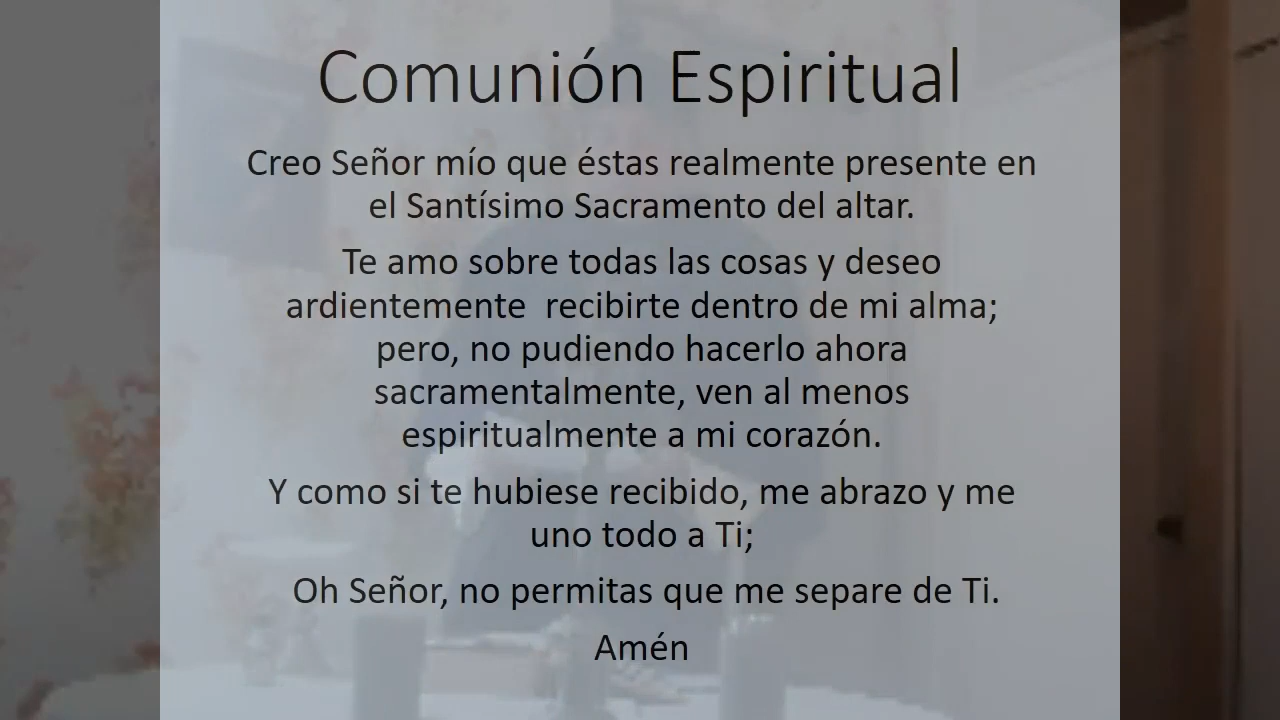 Comunión Espiritual
Creo Señor mío que éstas realmente presente en
el Santísimo Sacramento del altar.
Te amo sobre todas las cosas y deseo
ardientemente  recibirte dentro de mi alma;
pero, no pudiendo hacerlo ahora
sacramentalmente, ven al menos
espiritualmente a mi corazón.
Y como si te hubiese recibido, me abrazo y me
uno todo a Ti;
Oh Señor, no permitas que me separe de Ti.
Amén